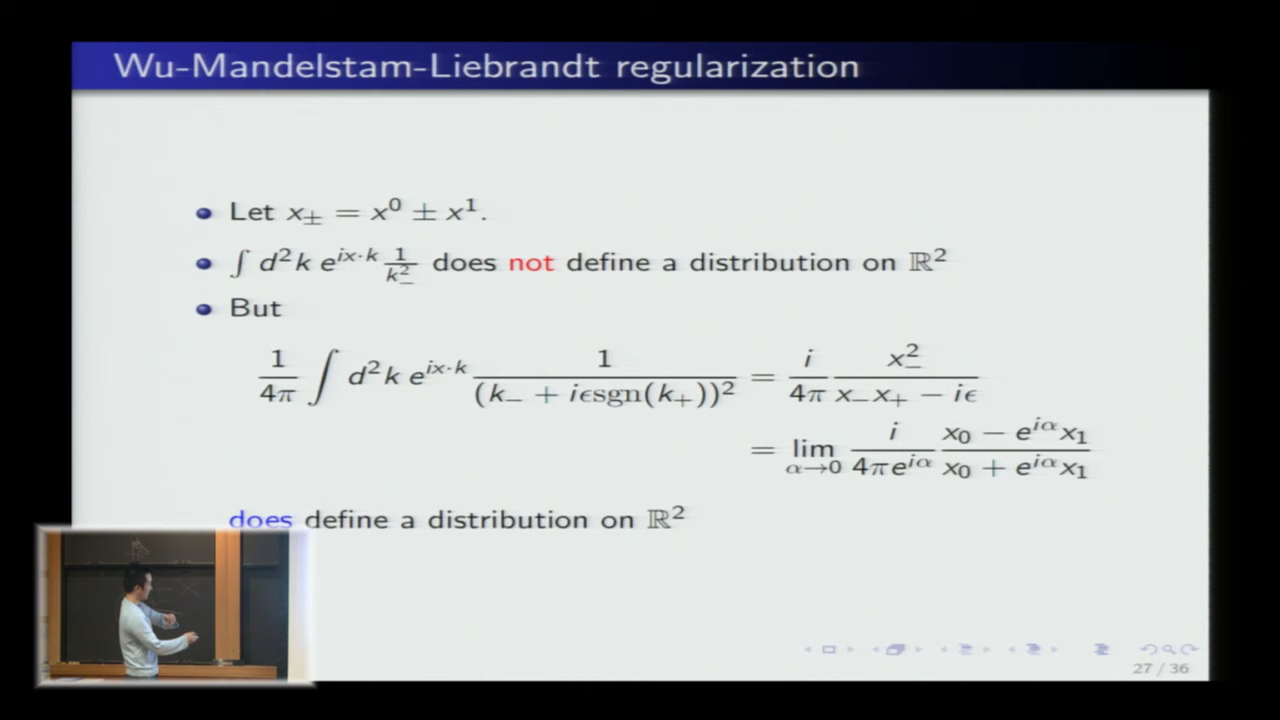 Wu-Mandelstam-Liebrandt regularization
• Let x± = x⁰ ± x¹.
• ∫ d²k e^{ix·k} 1/k₋² does not define a distribution on ℝ²
• But
1/4π ∫ d²k e^{ix·k} 1/(k₋ + iϵsgn(k₊))² = i/4π x₋²/(x₋x₊ − iϵ)
= lim_{α→0} i/(4πe^{iα}) (x₀ − e^{iα}x₁)/(x₀ + e^{iα}x₁)
does define a distribution on ℝ²
27 / 36